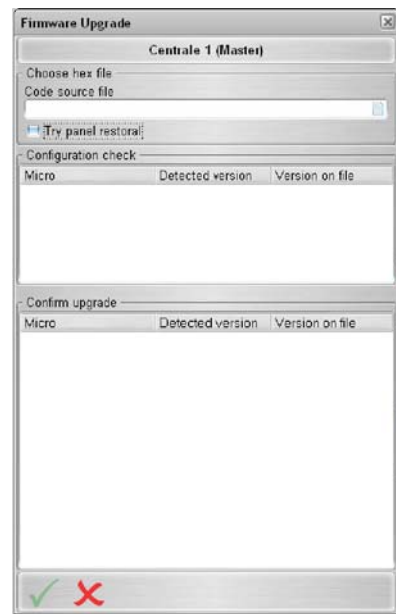 Firmware Upgrade
Centrale 1 (Master)
Choose hex file
Code source file
Try panel restoral
Configuration check
Micro Detected version Version on file
Confirm upgrade
Micro Detected version Version on file